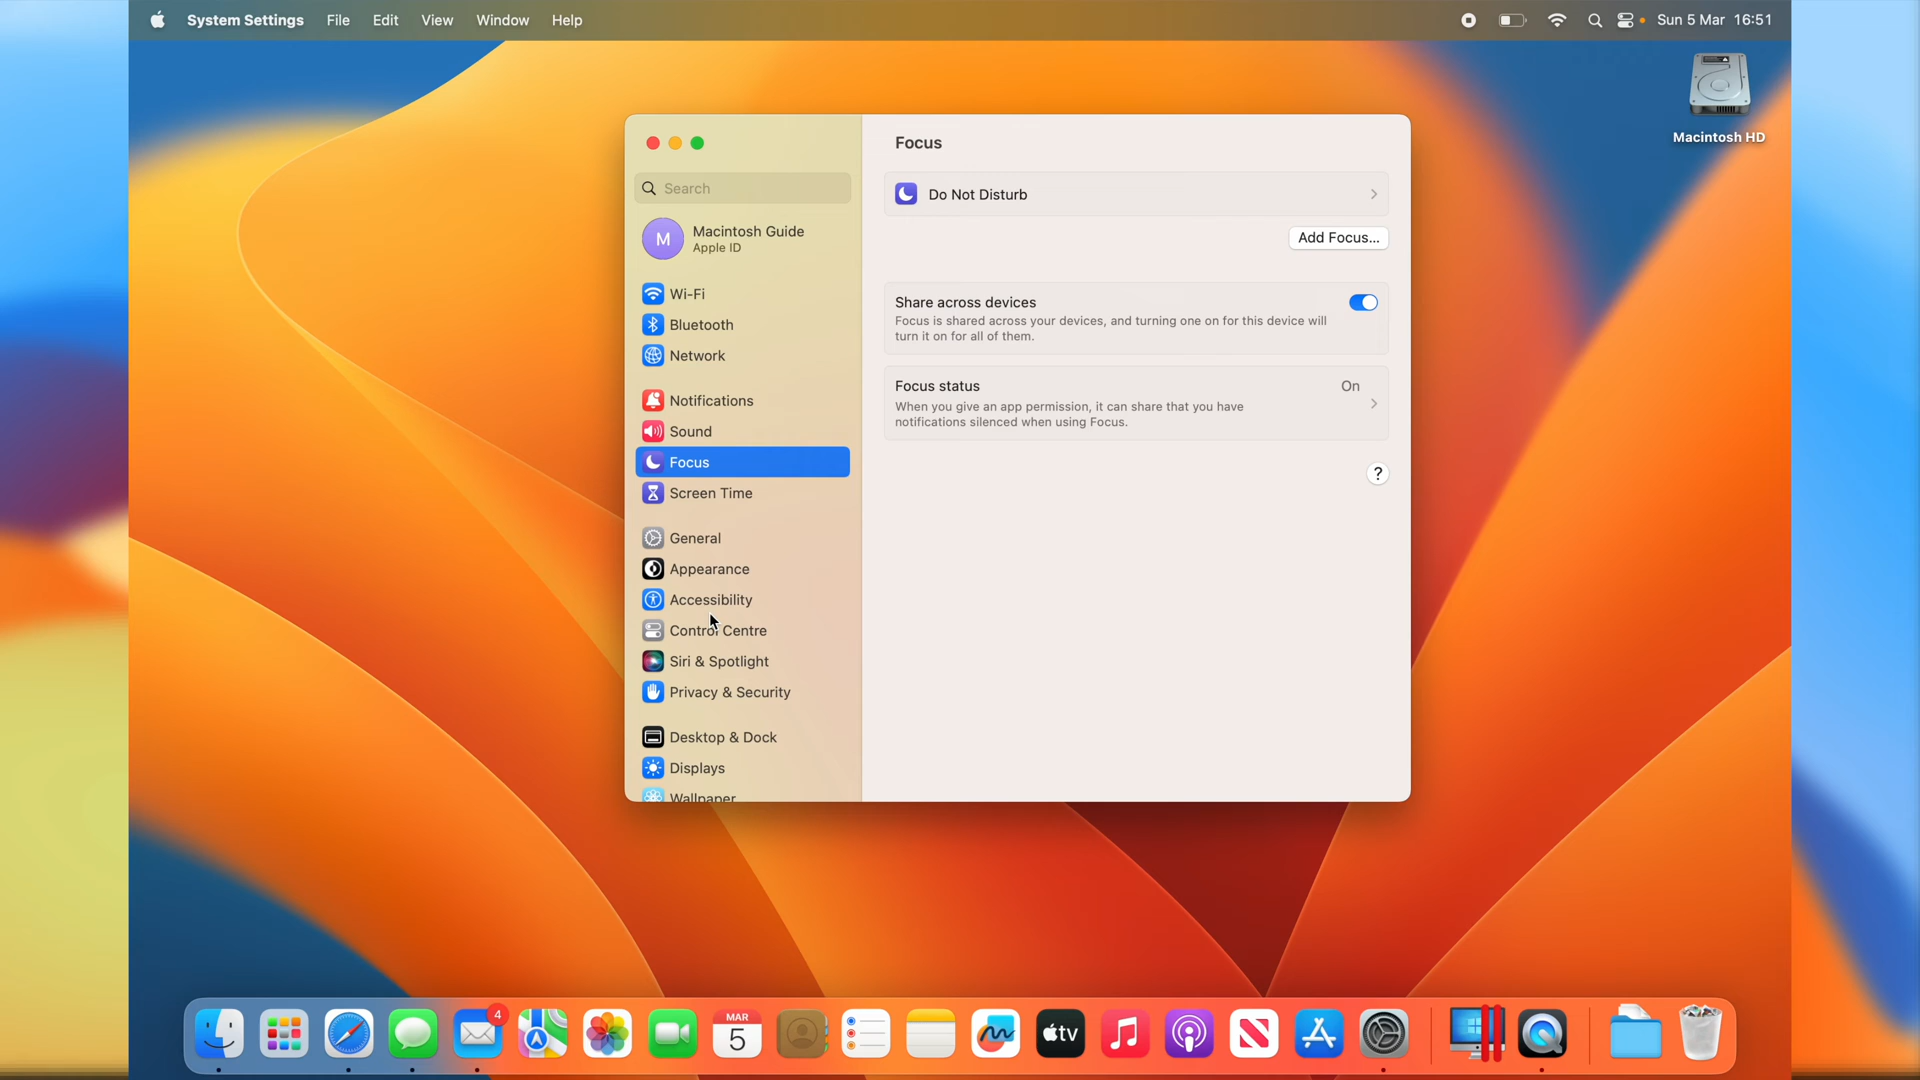 System Settings File Edit View Window Help Sun 5 Mar 16:51
Macintosh HD
Search
M
Macintosh Guide
Apple ID
Wi-Fi
Bluetooth
Network
Notifications
Sound
Focus
Screen Time
General
Appearance
Accessibility
Control Centre
Siri & Spotlight
Privacy & Security
Desktop & Dock
Displays
Wallpaper
Focus
Do Not Disturb
Add Focus...
Share across devices
Focus is shared across your devices, and turning one on for this device will
turn it on for all of them.
Focus status On
When you give an app permission, it can share that you have
notifications silenced when using Focus.
?
4
MAR
5
tv